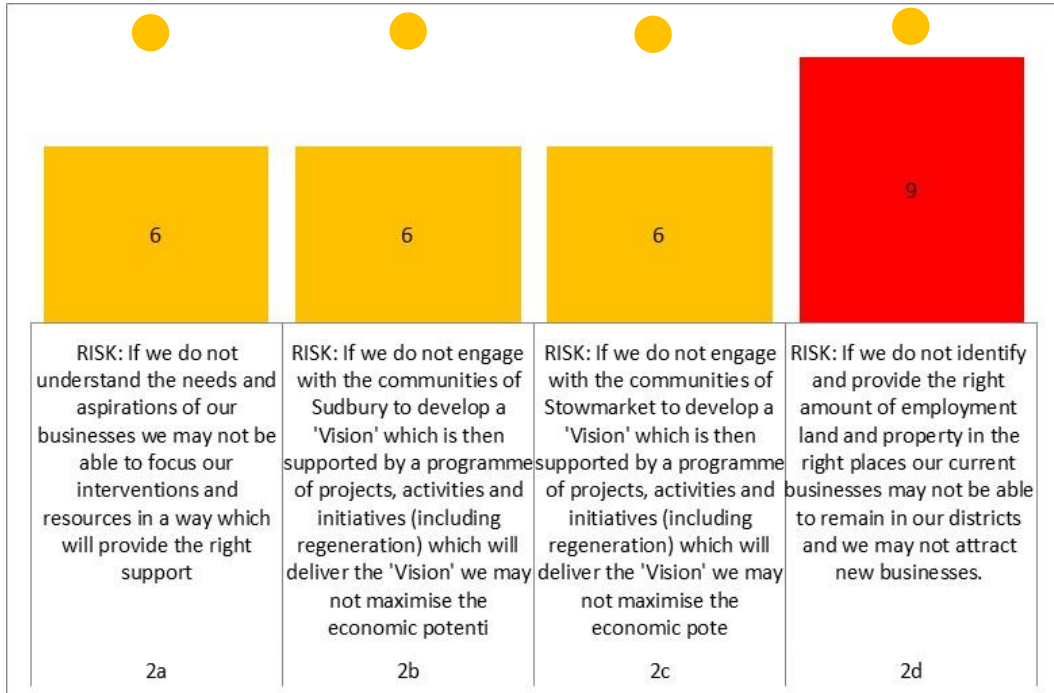 6
6
6
9
RISK: If we do not
understand the needs and
aspirations of our
businesses we may not be
able to focus our
interventions and
resources in a way which
will provide the right
support
2a
RISK: If we do not engage
with the communities of
Sudbury to develop a
'Vision' which is then
supported by a programme
of projects, activities and
initiatives (including
regeneration) which will
deliver the 'Vision' we may
not maximise the
economic potenti
2b
RISK: If we do not engage
with the communities of
Stowmarket to develop a
'Vision' which is then
supported by a programme
of projects, activities and
initiatives (including
regeneration) which will
deliver the 'Vision' we may
not maximise the
economic pote
2c
RISK: If we do not identify
and provide the right
amount of employment
land and property in the
right places our current
businesses may not be able
to remain in our districts
and we may not attract
new businesses.
2d